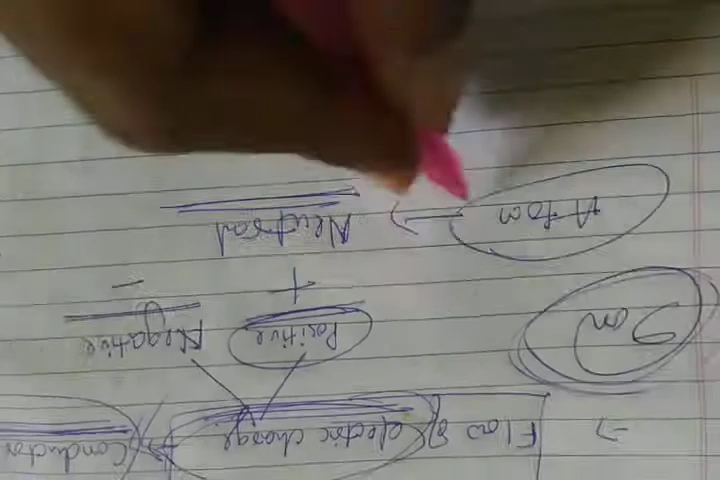 → Flow of electric charge → Conductor
Ion Positive Negative
+ −
Atom → Neutral